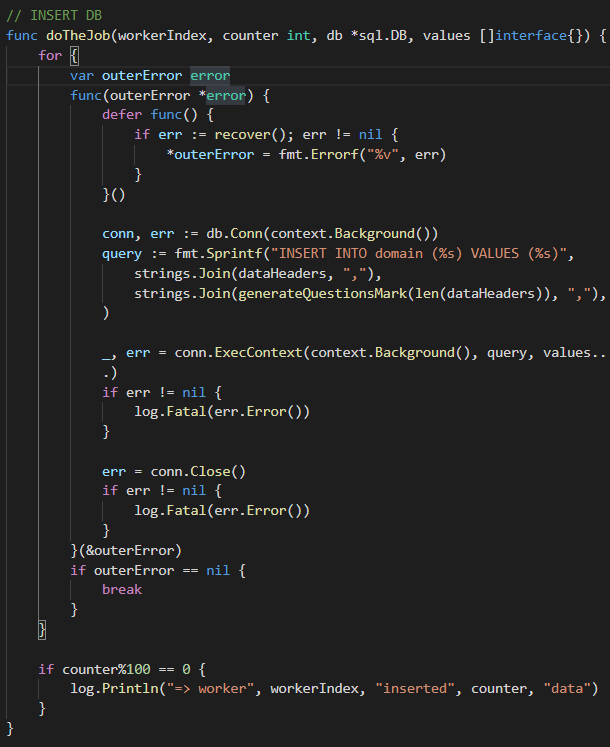 // INSERT DB
func doTheJob(workerIndex, counter int, db *sql.DB, values []interface{}) {
    for {
        var outerError error
        func(outerError *error) {
            defer func() {
                if err := recover(); err != nil {
                    *outerError = fmt.Errorf("%v", err)
                }
            }()

            conn, err := db.Conn(context.Background())
            query := fmt.Sprintf("INSERT INTO domain (%s) VALUES (%s)",
                strings.Join(dataHeaders, ","),
                strings.Join(generateQuestionsMark(len(dataHeaders)), ","),
            )

            _, err = conn.ExecContext(context.Background(), query, values..
            .)
            if err != nil {
                log.Fatal(err.Error())
            }

            err = conn.Close()
            if err != nil {
                log.Fatal(err.Error())
            }
        }(&outerError)
        if outerError == nil {
            break
        }
    }

    if counter%100 == 0 {
        log.Println("=> worker", workerIndex, "inserted", counter, "data")
    }
}